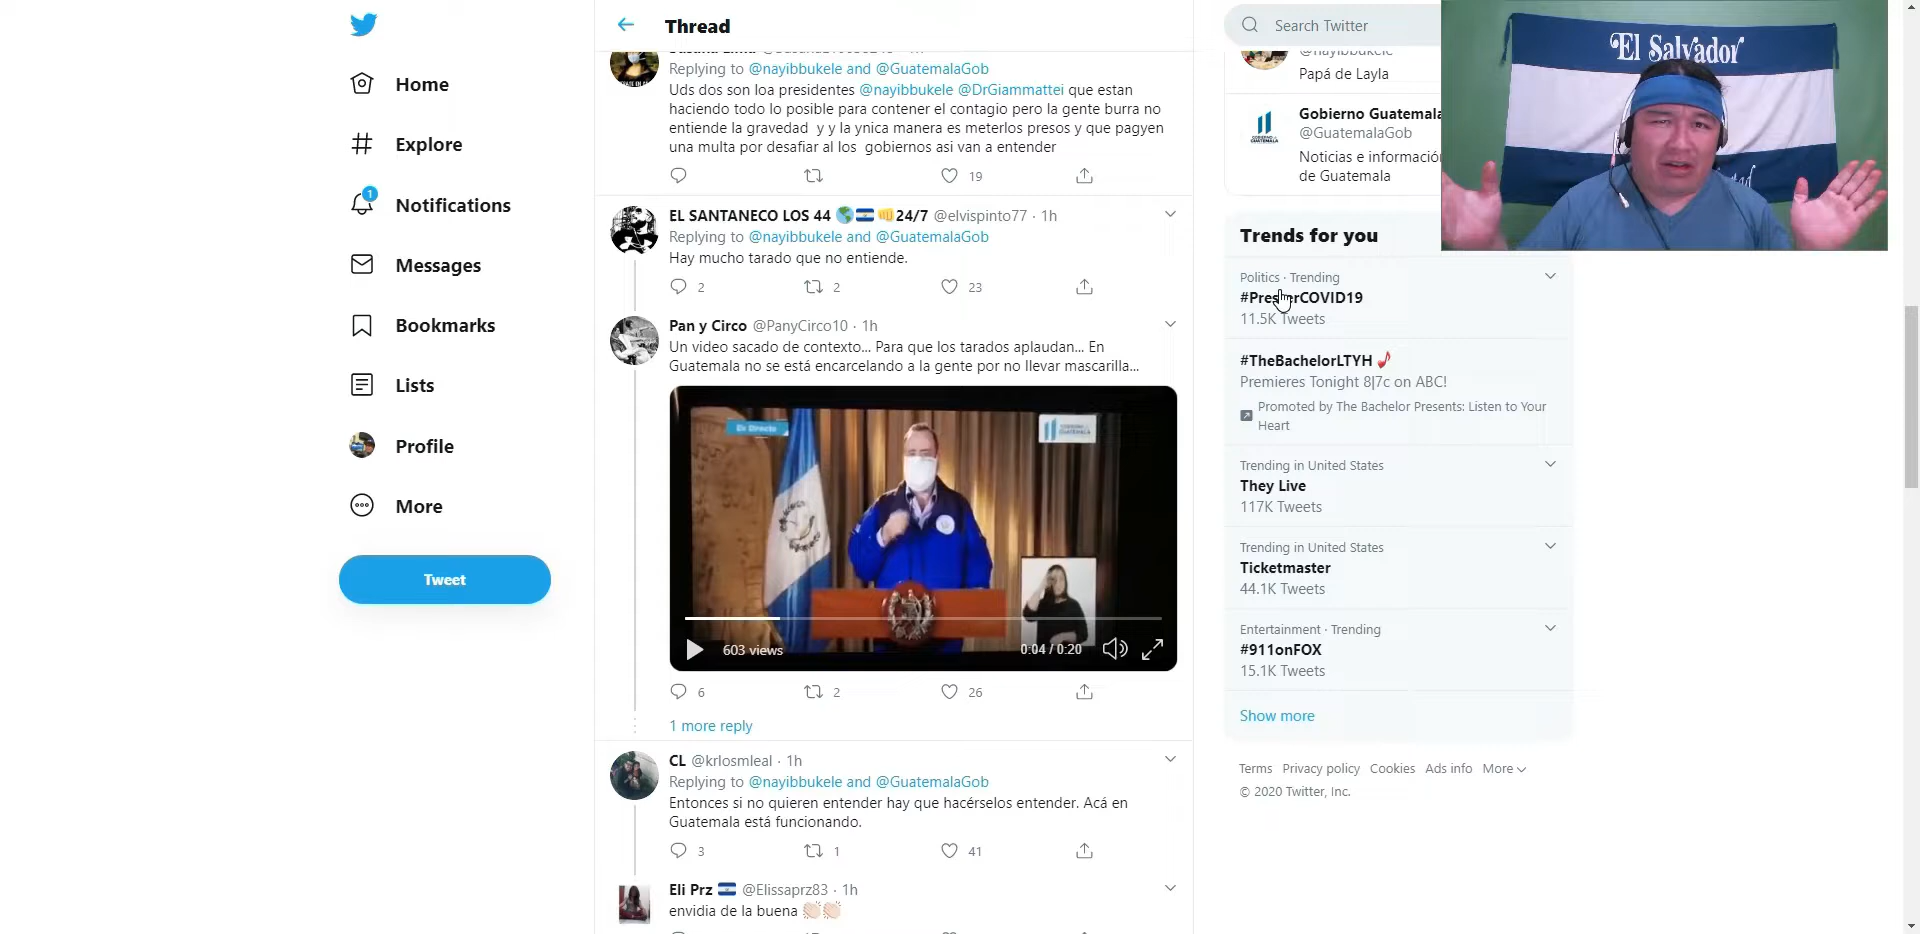 Home
Explore
1
Notifications
Messages
Bookmarks
Lists
Profile
More
Tweet
Thread
Replying to @nayibbukele and @GuatemalaGob
Uds dos son loa presidentes @nayibbukele @DrGiammattei que estan
haciendo todo lo posible para contener el contagio pero la gente burra no
entiende la gravedad y y la ynica manera es meterlos presos y que pagyen
una multa por desafiar al los gobiernos asi van a entender
19
EL SANTANECO LOS 44 🌎🇸🇻👊24/7 @elvispinto77 · 1h
Replying to @nayibbukele and @GuatemalaGob
Hay mucho tarado que no entiende.
2 2 23
Pan y Circo @PanyCirco10 · 1h
Un video sacado de contexto... Para que los tarados aplaudan... En
Guatemala no se está encarcelando a la gente por no llevar mascarilla...
En Directo
GUATEMALA
603 views 0:04 / 0:20
6 2 26
1 more reply
CL @krlosmleal · 1h
Replying to @nayibbukele and @GuatemalaGob
Entonces si no quieren entender hay que hacérselos entender. Acá en
Guatemala está funcionando.
3 1 41
Eli Prz 🇸🇻 @Elissaprz83 · 1h
envidia de la buena 👏🏻👏🏻
Search Twitter
@nayibbukele
Papá de Layla
Gobierno Guatemala
@GuatemalaGob
Noticias e informació
de Guatemala
El Salvador
Trends for you
Politics · Trending
COVID19
11.5K Tweets
#TheBachelorLTYH
Premieres Tonight 8|7c on ABC!
Promoted by The Bachelor Presents: Listen to Your
Heart
Trending in United States
They Live
117K Tweets
Trending in United States
Ticketmaster
44.1K Tweets
Entertainment · Trending
#911onFOX
15.1K Tweets
Show more
Terms Privacy policy Cookies Ads info More
© 2020 Twitter, Inc.